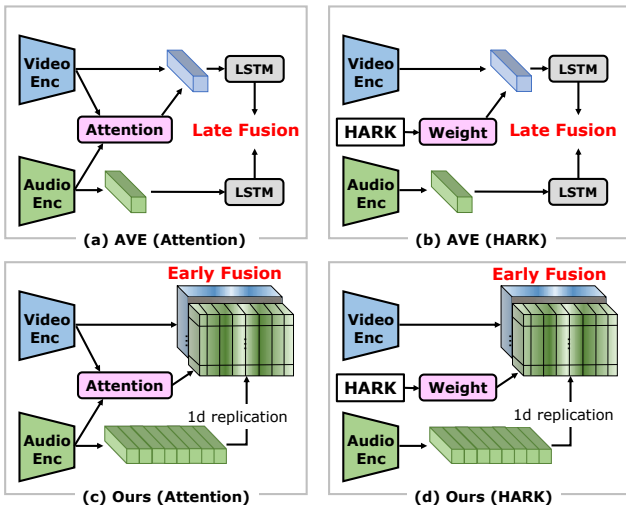 Video
Enc
LSTM
Attention
Late Fusion
Audio
Enc
LSTM
(a) AVE (Attention)
Video
Enc
LSTM
HARK
Weight
Late Fusion
Audio
Enc
LSTM
(b) AVE (HARK)
Early Fusion
Video
Enc
Attention
1d replication
Audio
Enc
(c) Ours (Attention)
Early Fusion
Video
Enc
HARK
Weight
1d replication
Audio
Enc
(d) Ours (HARK)